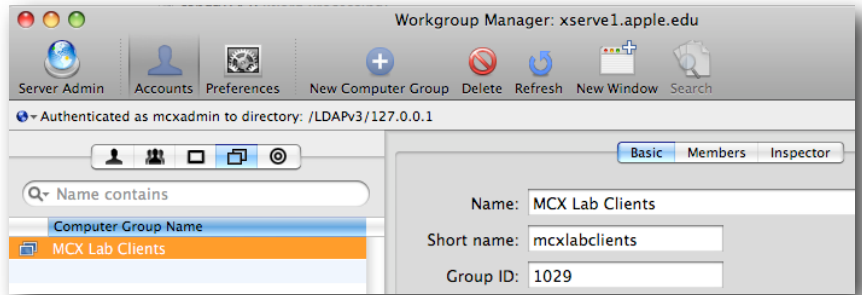 Workgroup Manager: xserve1.apple.edu
Server Admin Accounts Preferences New Computer Group Delete Refresh New Window Search
Authenticated as mcxadmin to directory: /LDAPv3/127.0.0.1
Basic Members Inspector
Name contains
Computer Group Name
MCX Lab Clients
Name: MCX Lab Clients
Short name: mcxlabclients
Group ID: 1029